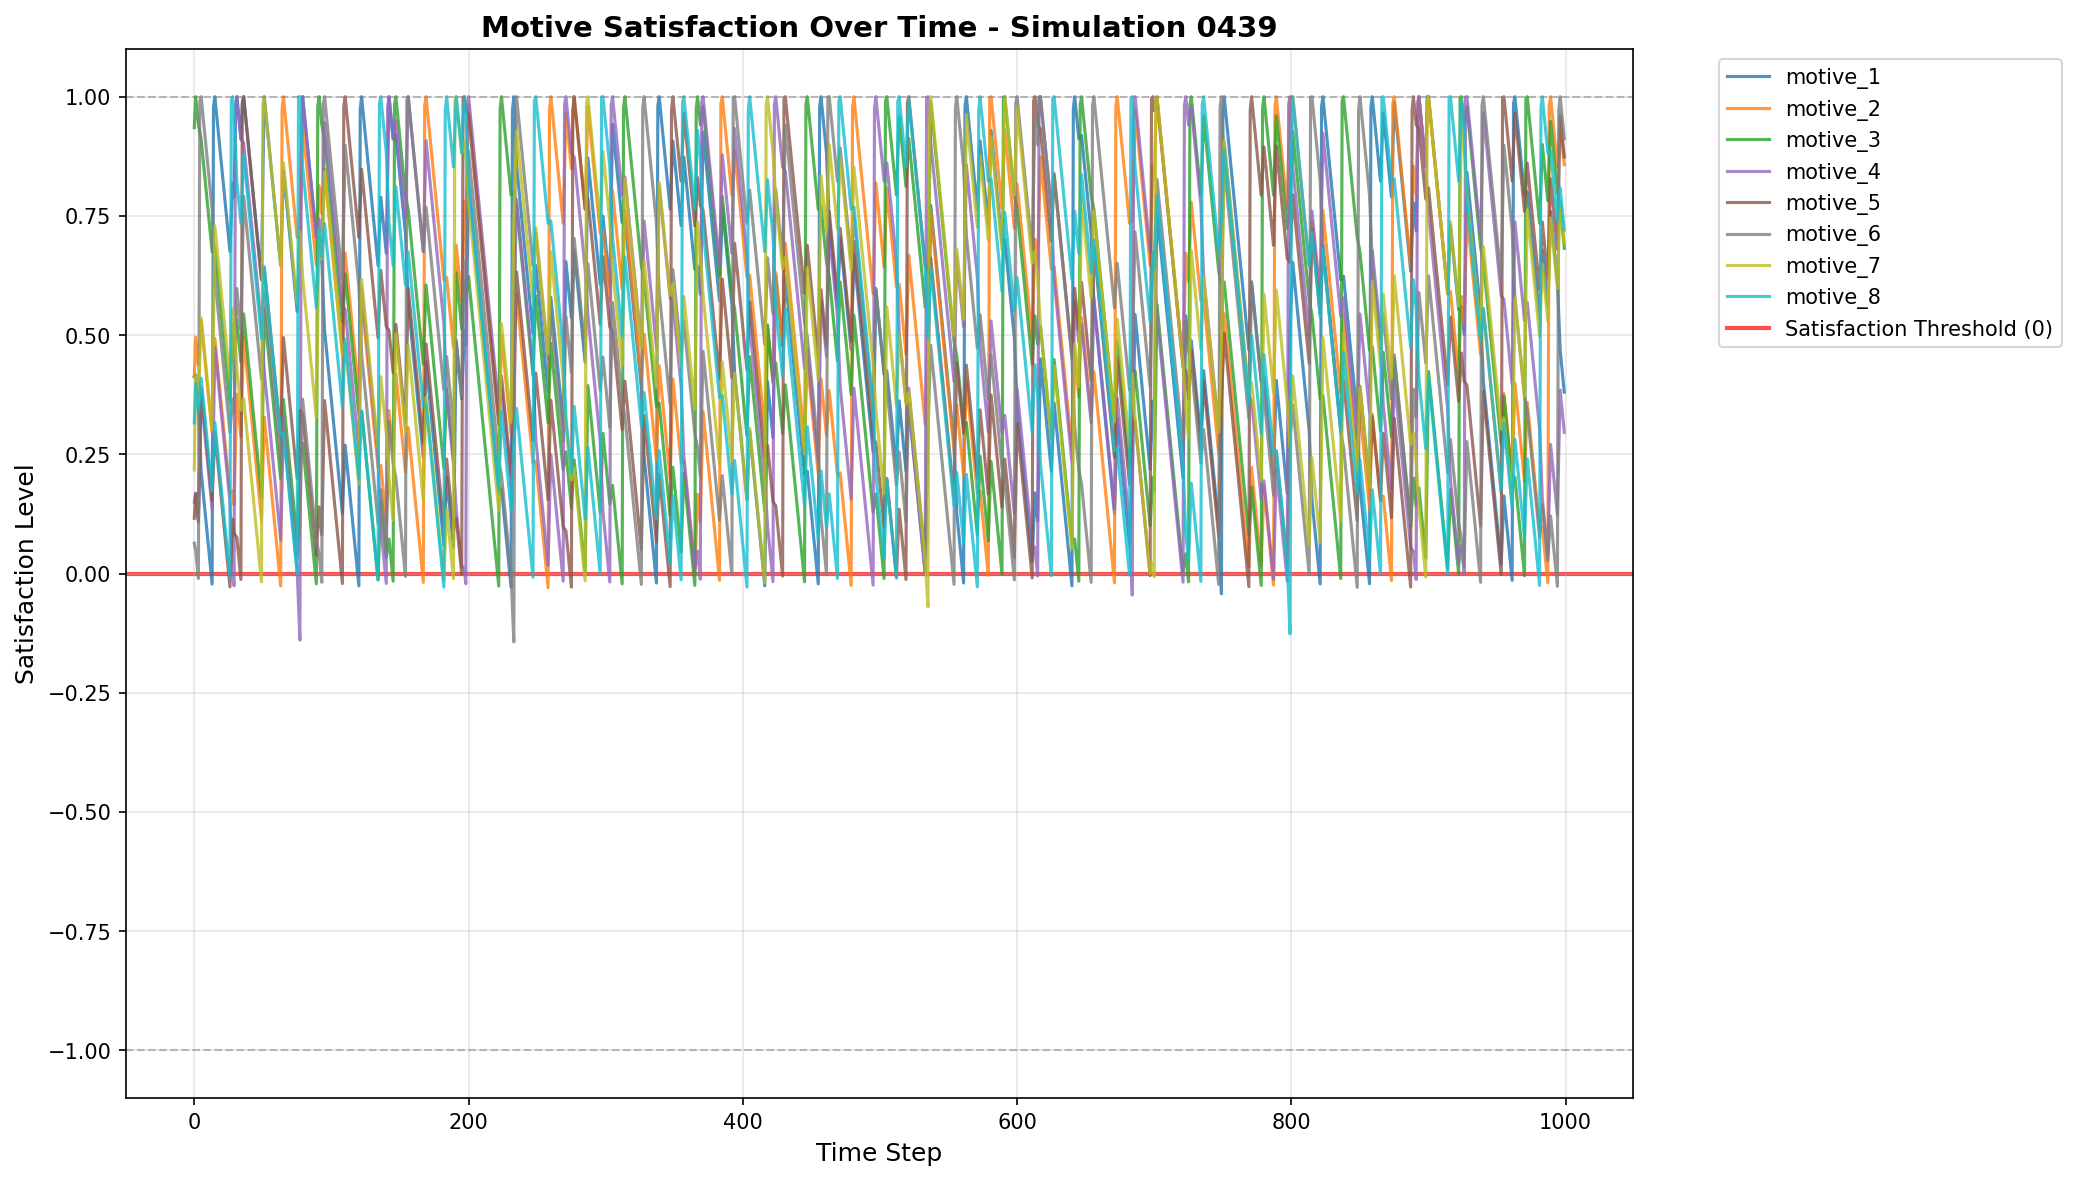 Motive Satisfaction Over Time - Simulation 0439
1.00
0.75
0.50
0.25
0.00
−0.25
−0.50
−0.75
−1.00
Satisfaction Level
0 200 400 600 800 1000
Time Step
motive_1
motive_2
motive_3
motive_4
motive_5
motive_6
motive_7
motive_8
Satisfaction Threshold (0)